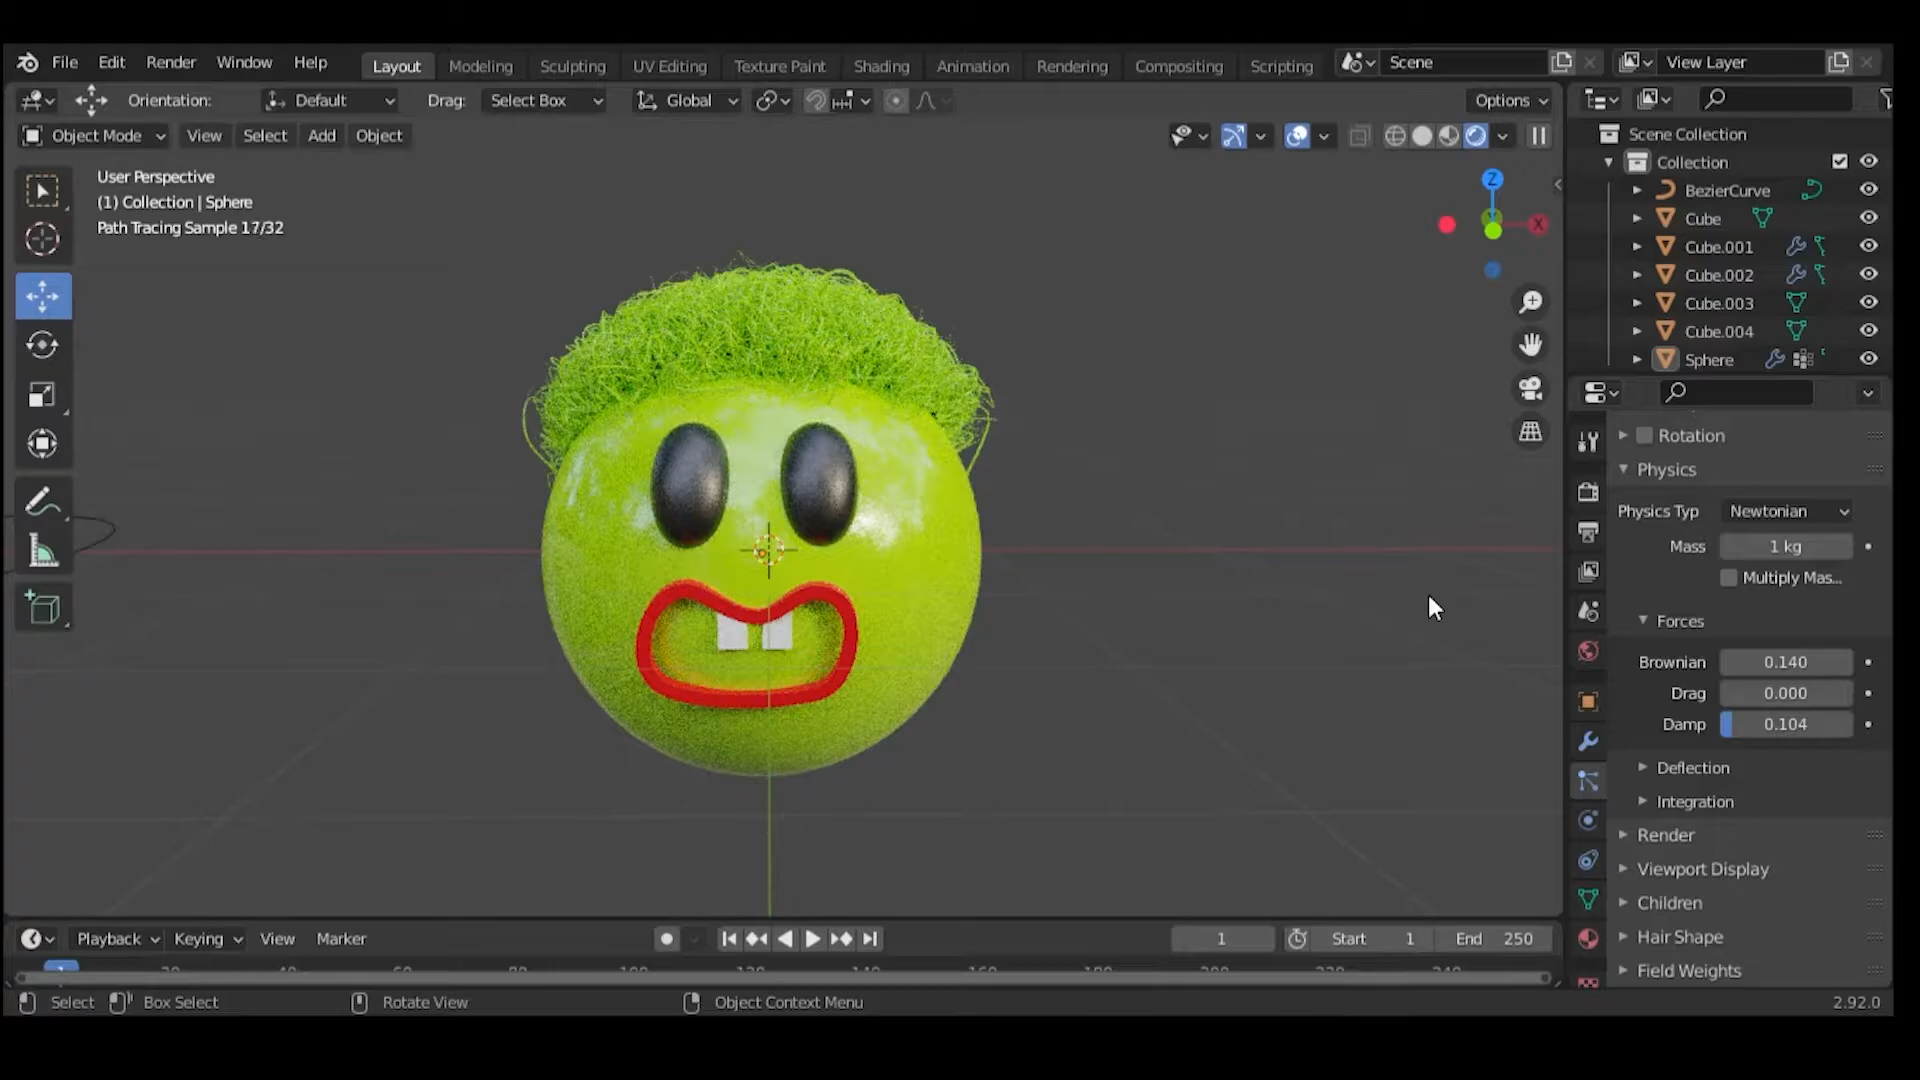 File Edit Render Window Help Layout Modeling Sculpting UV Editing Texture Paint Shading Animation Rendering Compositing Scripting Scene View Layer
Orientation: Default Drag: Select Box Global Options
Object Mode View Select Add Object
User Perspective
(1) Collection | Sphere
Path Tracing Sample 17/32
Z
X
Scene Collection
Collection
BezierCurve
Cube
Cube.001
Cube.002
Cube.003
Cube.004
Sphere
Rotation
Physics
Physics Typ Newtonian
Mass 1 kg
Multiply Mas...
Forces
Brownian 0.140
Drag 0.000
Damp 0.104
Deflection
Integration
Render
Viewport Display
Children
Hair Shape
Field Weights
Playback Keying View Marker 1 Start 1 End 250
1
Select Box Select Rotate View Object Context Menu 2.92.0